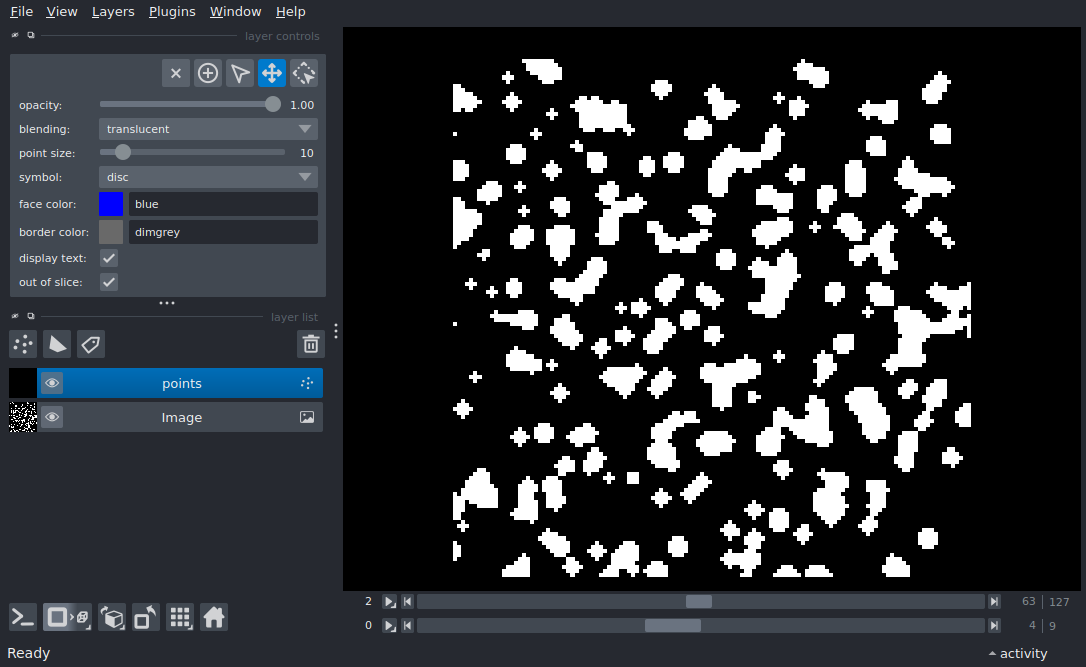 File View Layers Plugins Window Help
layer controls
opacity: 1.00
blending: translucent
point size: 10
symbol: disc
face color: blue
border color: dimgrey
display text:
out of slice:
layer list
points
Image
2 63 | 127
0 4 | 9
Ready activity